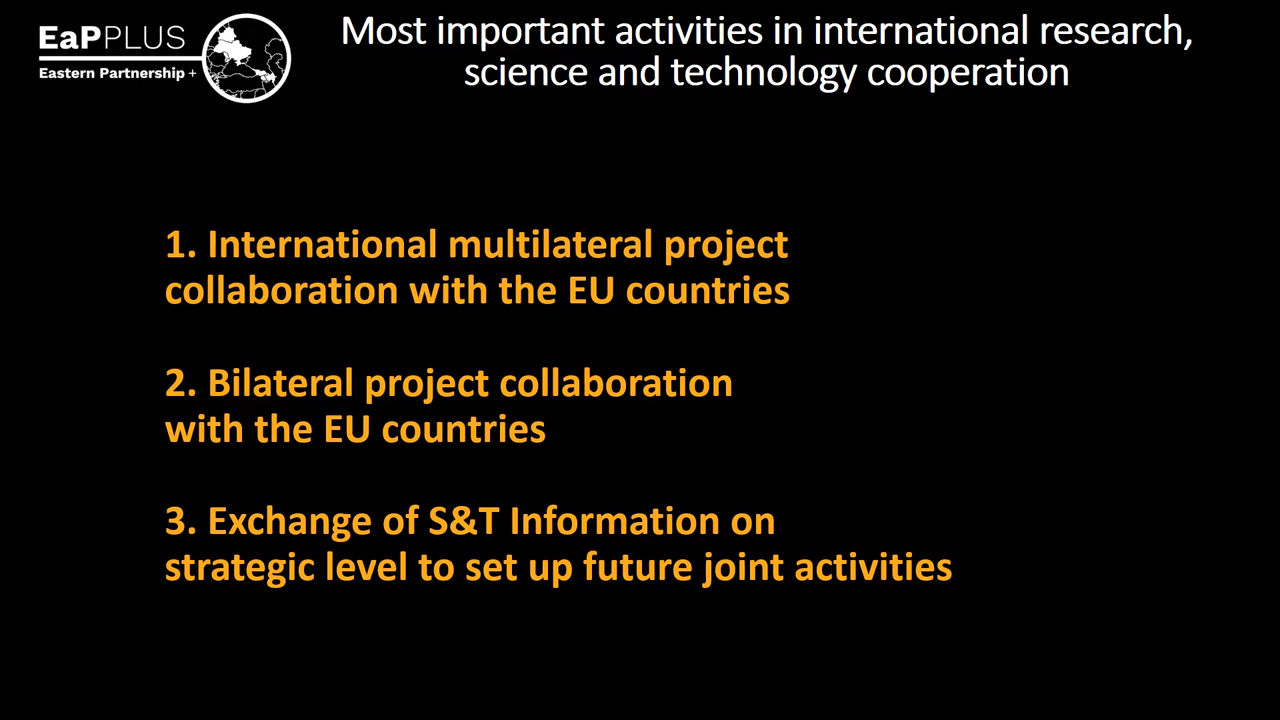 EaPPLUS
Eastern Partnership +
Most important activities in international research,
science and technology cooperation
1. International multilateral project
collaboration with the EU countries
2. Bilateral project collaboration
with the EU countries
3. Exchange of S&T Information on
strategic level to set up future joint activities